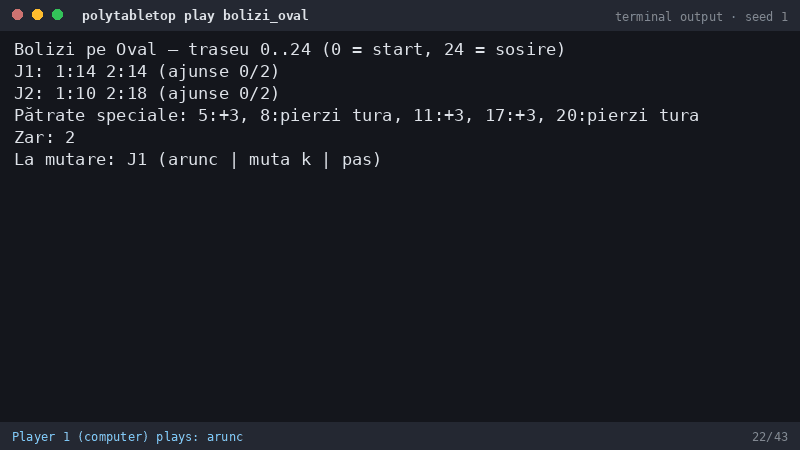 polytabletop play bolizi_oval
terminal output · seed 1
Bolizi pe Oval — traseu 0..24 (0 = start, 24 = sosire)
J1: 1:14 2:14 (ajunse 0/2)
J2: 1:10 2:18 (ajunse 0/2)
Pătrate speciale: 5:+3, 8:pierzi tura, 11:+3, 17:+3, 20:pierzi tura
Zar: 2
La mutare: J1 (arunc | muta k | pas)
Player 1 (computer) plays: arunc
22/43